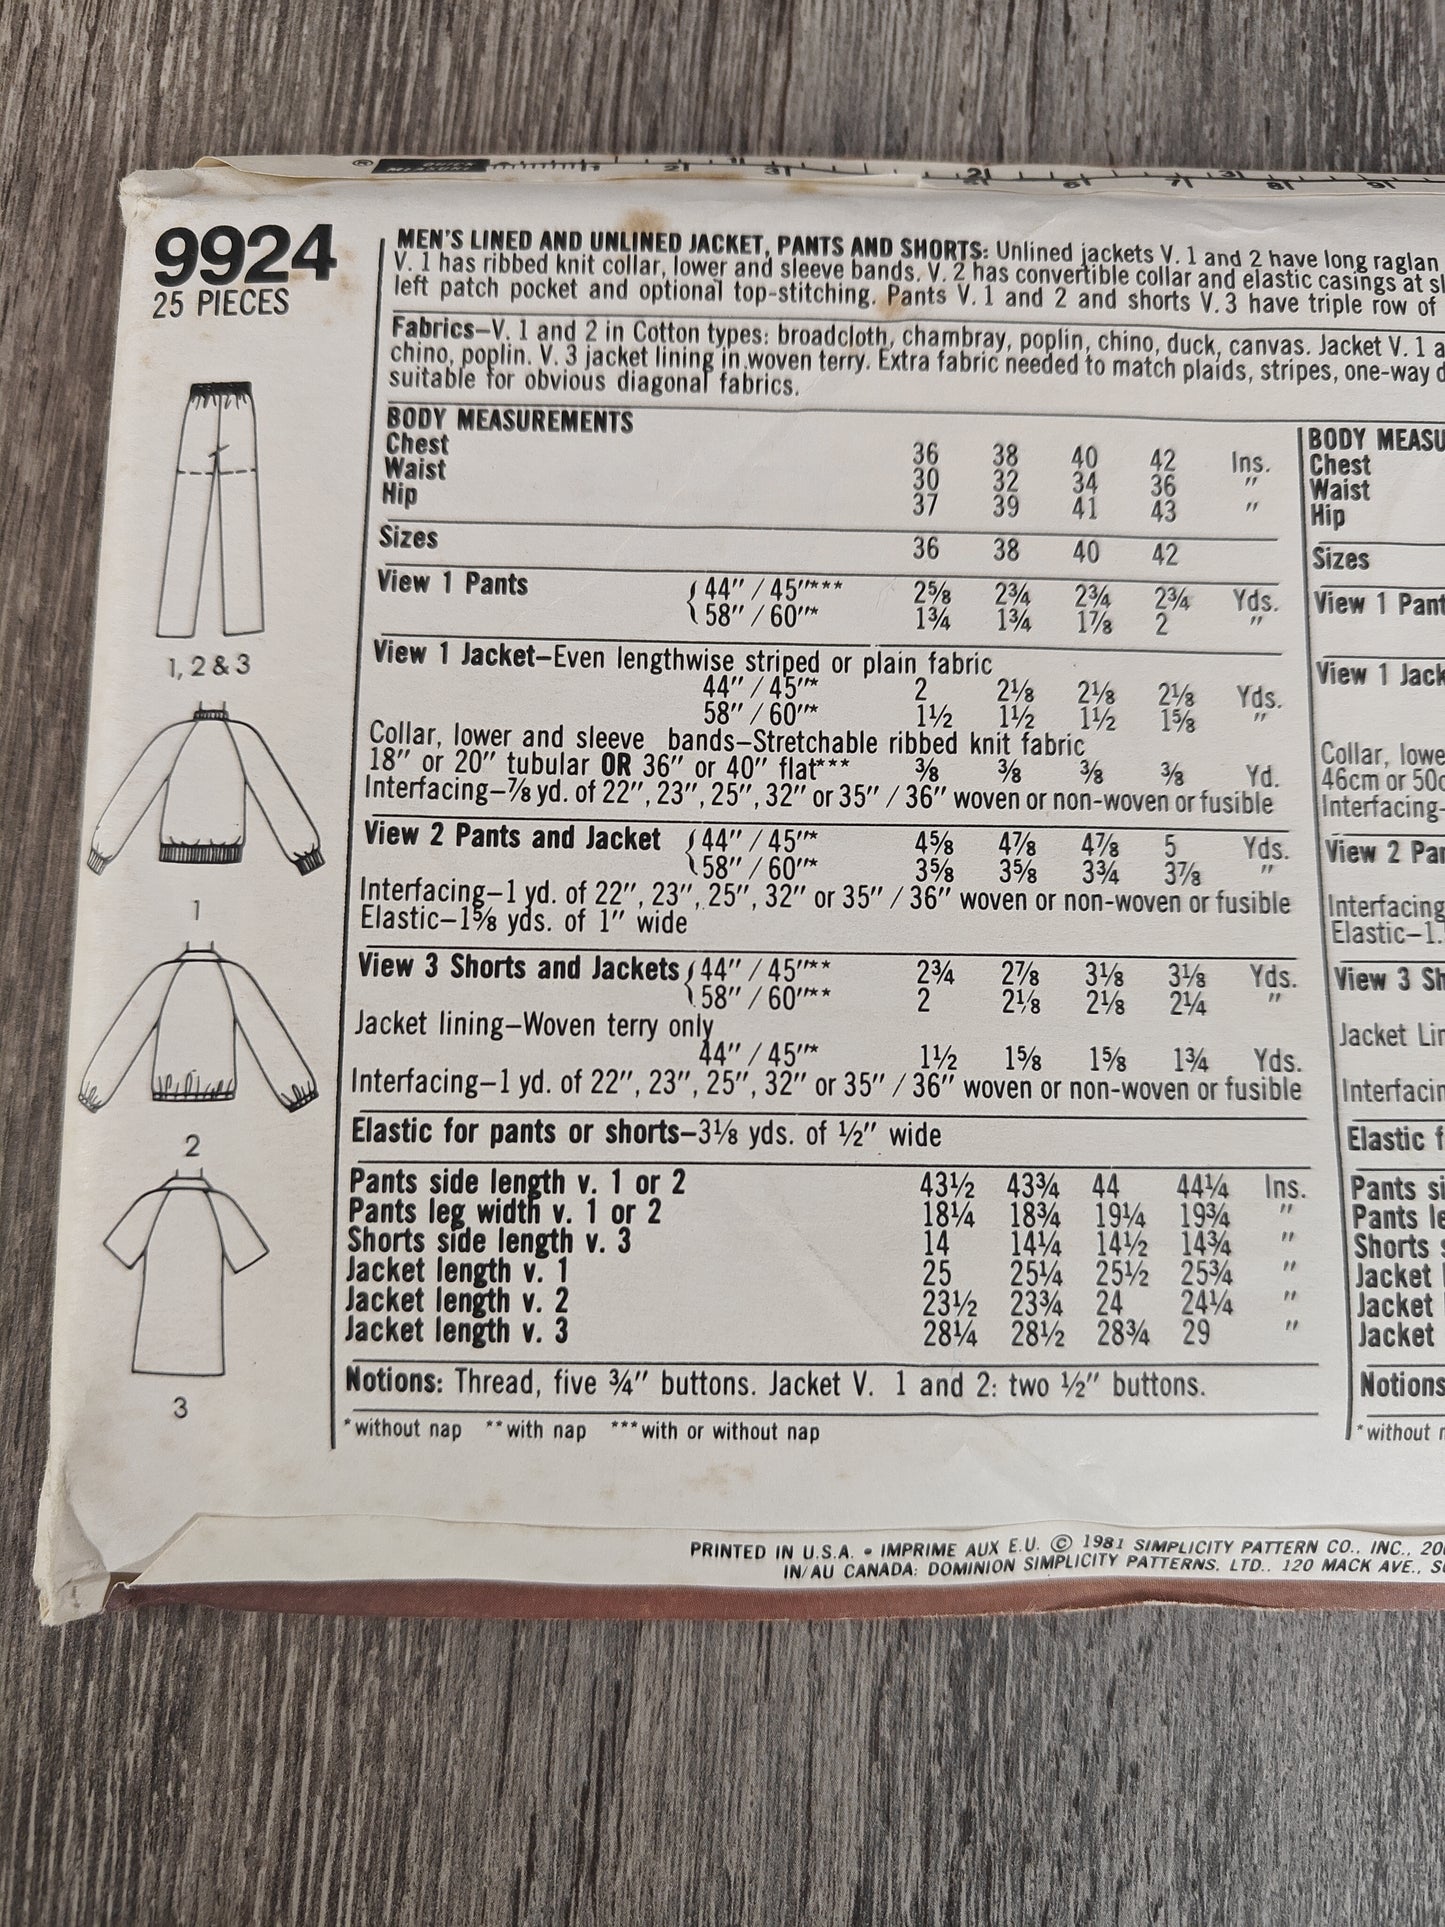 ® QUICK MEASURE
9924
25 PIECES
MEN'S LINED AND UNLINED JACKET, PANTS AND SHORTS: Unlined jackets V. 1 and 2 have long raglan
V. 1 has ribbed knit collar, lower and sleeve bands. V. 2 has convertible collar and elastic casings at sl
left patch pocket and optional top-stitching. Pants V. 1 and 2 and shorts V. 3 have triple row of
Fabrics–V. 1 and 2 in Cotton types: broadcloth, chambray, poplin, chino, duck, canvas. Jacket V. 1 a
chino, poplin. V. 3 jacket lining in woven terry. Extra fabric needed to match plaids, stripes, one-way d
suitable for obvious diagonal fabrics.
BODY MEASUREMENTS
Chest 36 38 40 42 Ins.
Waist 30 32 34 36 "
Hip 37 39 41 43 "
Sizes 36 38 40 42
View 1 Pants 44" / 45"*** 2⅝ 2¾ 2¾ 2¾ Yds.
58" / 60"* 1¾ 1¾ 1⅞ 2 "
View 1 Jacket–Even lengthwise striped or plain fabric
44" / 45"* 2 2⅛ 2⅛ 2⅛ Yds.
58" / 60"* 1½ 1½ 1½ 1⅝ "
Collar, lower and sleeve bands–Stretchable ribbed knit fabric
18" or 20" tubular OR 36" or 40" flat*** ⅜ ⅜ ⅜ ⅜ Yd.
Interfacing–⅞ yd. of 22", 23", 25", 32" or 35" / 36" woven or non-woven or fusible
View 2 Pants and Jacket 44" / 45"* 4⅝ 4⅞ 4⅞ 5 Yds.
58" / 60"* 3⅝ 3⅝ 3¾ 3⅞ "
Interfacing–1 yd. of 22", 23", 25", 32" or 35" / 36" woven or non-woven or fusible
Elastic–1⅝ yds. of 1" wide
View 3 Shorts and Jackets 44" / 45"** 2¾ 2⅞ 3⅛ 3⅛ Yds.
58" / 60"** 2 2⅛ 2⅛ 2¼ "
Jacket lining–Woven terry only
44" / 45"* 1½ 1⅝ 1⅝ 1¾ Yds.
Interfacing–1 yd. of 22", 23", 25", 32" or 35" / 36" woven or non-woven or fusible
Elastic for pants or shorts–3⅛ yds. of ½" wide
Pants side length v. 1 or 2 43½ 43¾ 44 44¼ Ins.
Pants leg width v. 1 or 2 18¼ 18¾ 19¼ 19¾ "
Shorts side length v. 3 14 14¼ 14½ 14¾ "
Jacket length v. 1 25 25¼ 25½ 25¾ "
Jacket length v. 2 23½ 23¾ 24 24¼ "
Jacket length v. 3 28¼ 28½ 28¾ 29 "
Notions: Thread, five ¾" buttons. Jacket V. 1 and 2: two ½" buttons.
*without nap **with nap ***with or without nap
BODY MEASU
Chest
Waist
Hip
Sizes
View 1 Pant
View 1 Jack
Collar, lowe
46cm or 50c
Interfacing-
View 2 Par
Interfacing
Elastic–1.
View 3 Sh
Jacket Lin
Interfacin
Elastic f
Pants si
Pants le
Shorts s
Jacket
Jacket
Jacket
Notions
*without n
1, 2 & 3
1
2
3
PRINTED IN U.S.A. • IMPRIME AUX E.U. © 1981 SIMPLICITY PATTERN CO., INC., 20
IN/AU CANADA: DOMINION SIMPLICITY PATTERNS, LTD., 120 MACK AVE., S